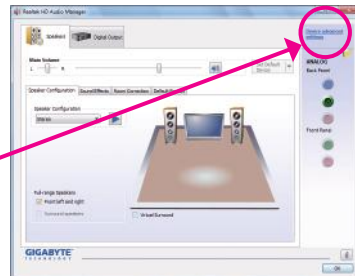 Realtek HD Audio Manager
Speakers
Digital Output
Device advanced
settings
Main Volume
L
R
Set Default
Device
ANALOG
Back Panel
Speaker Configuration
Sound Effects
Room Correction
Default Format
Speaker Configuration
Stereo
Front Panel
Full-range Speakers
Front left and right
Surround speakers
Virtual Surround
GIGABYTE
TECHNOLOGY
OK